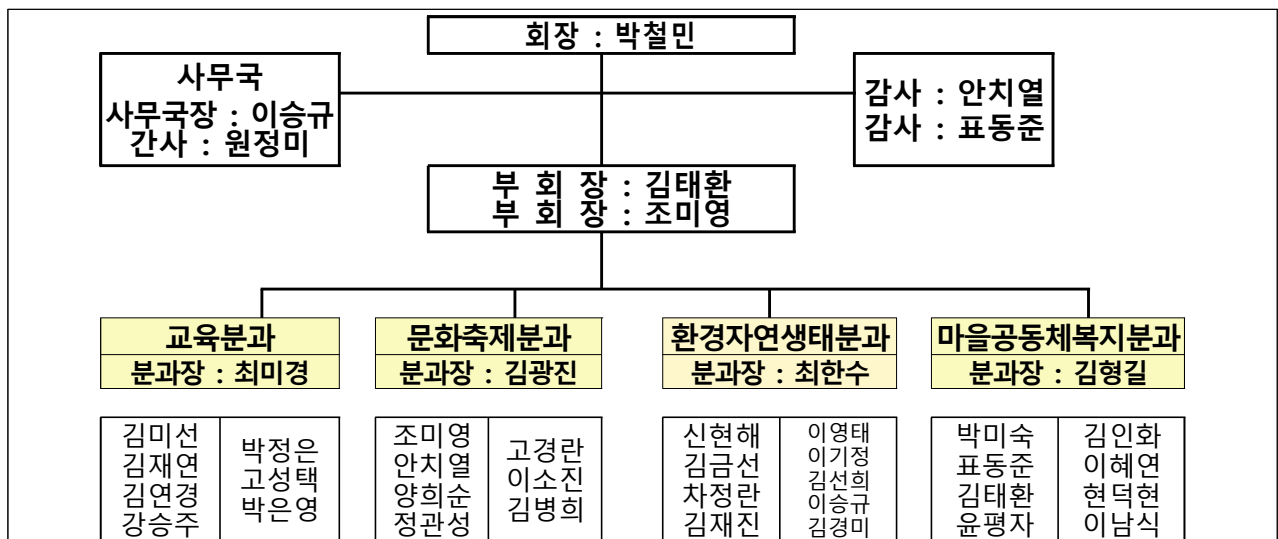 회장 : 박철민
사무국
사무국장 : 이승규
간사 : 원정미
감사 : 안치열
감사 : 표동준
부 회 장 : 김태환
부 회 장 : 조미영
교육분과
분과장 : 최미경
김미선
김재연
김연경
강승주
박정은
고성택
박은영
문화축제분과
분과장 : 김광진
조미영
안치열
양희순
정관성
고경란
이소진
김병희
환경자연생태분과
분과장 : 최한수
신현해
김금선
차정란
김재진
이영태
이기정
김선희
이승규
김경미
마을공동체복지분과
분과장 : 김형길
박미숙
표동준
김태환
윤평자
김인화
이혜연
현덕현
이남식